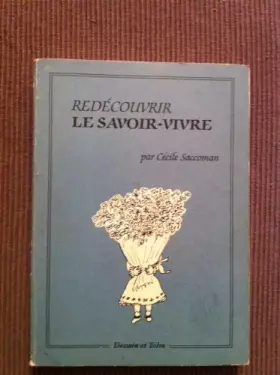 REDÉCOUVRIR
LE SAVOIR-VIVRE
par Cécile Saccoman
Dessain et Tolra